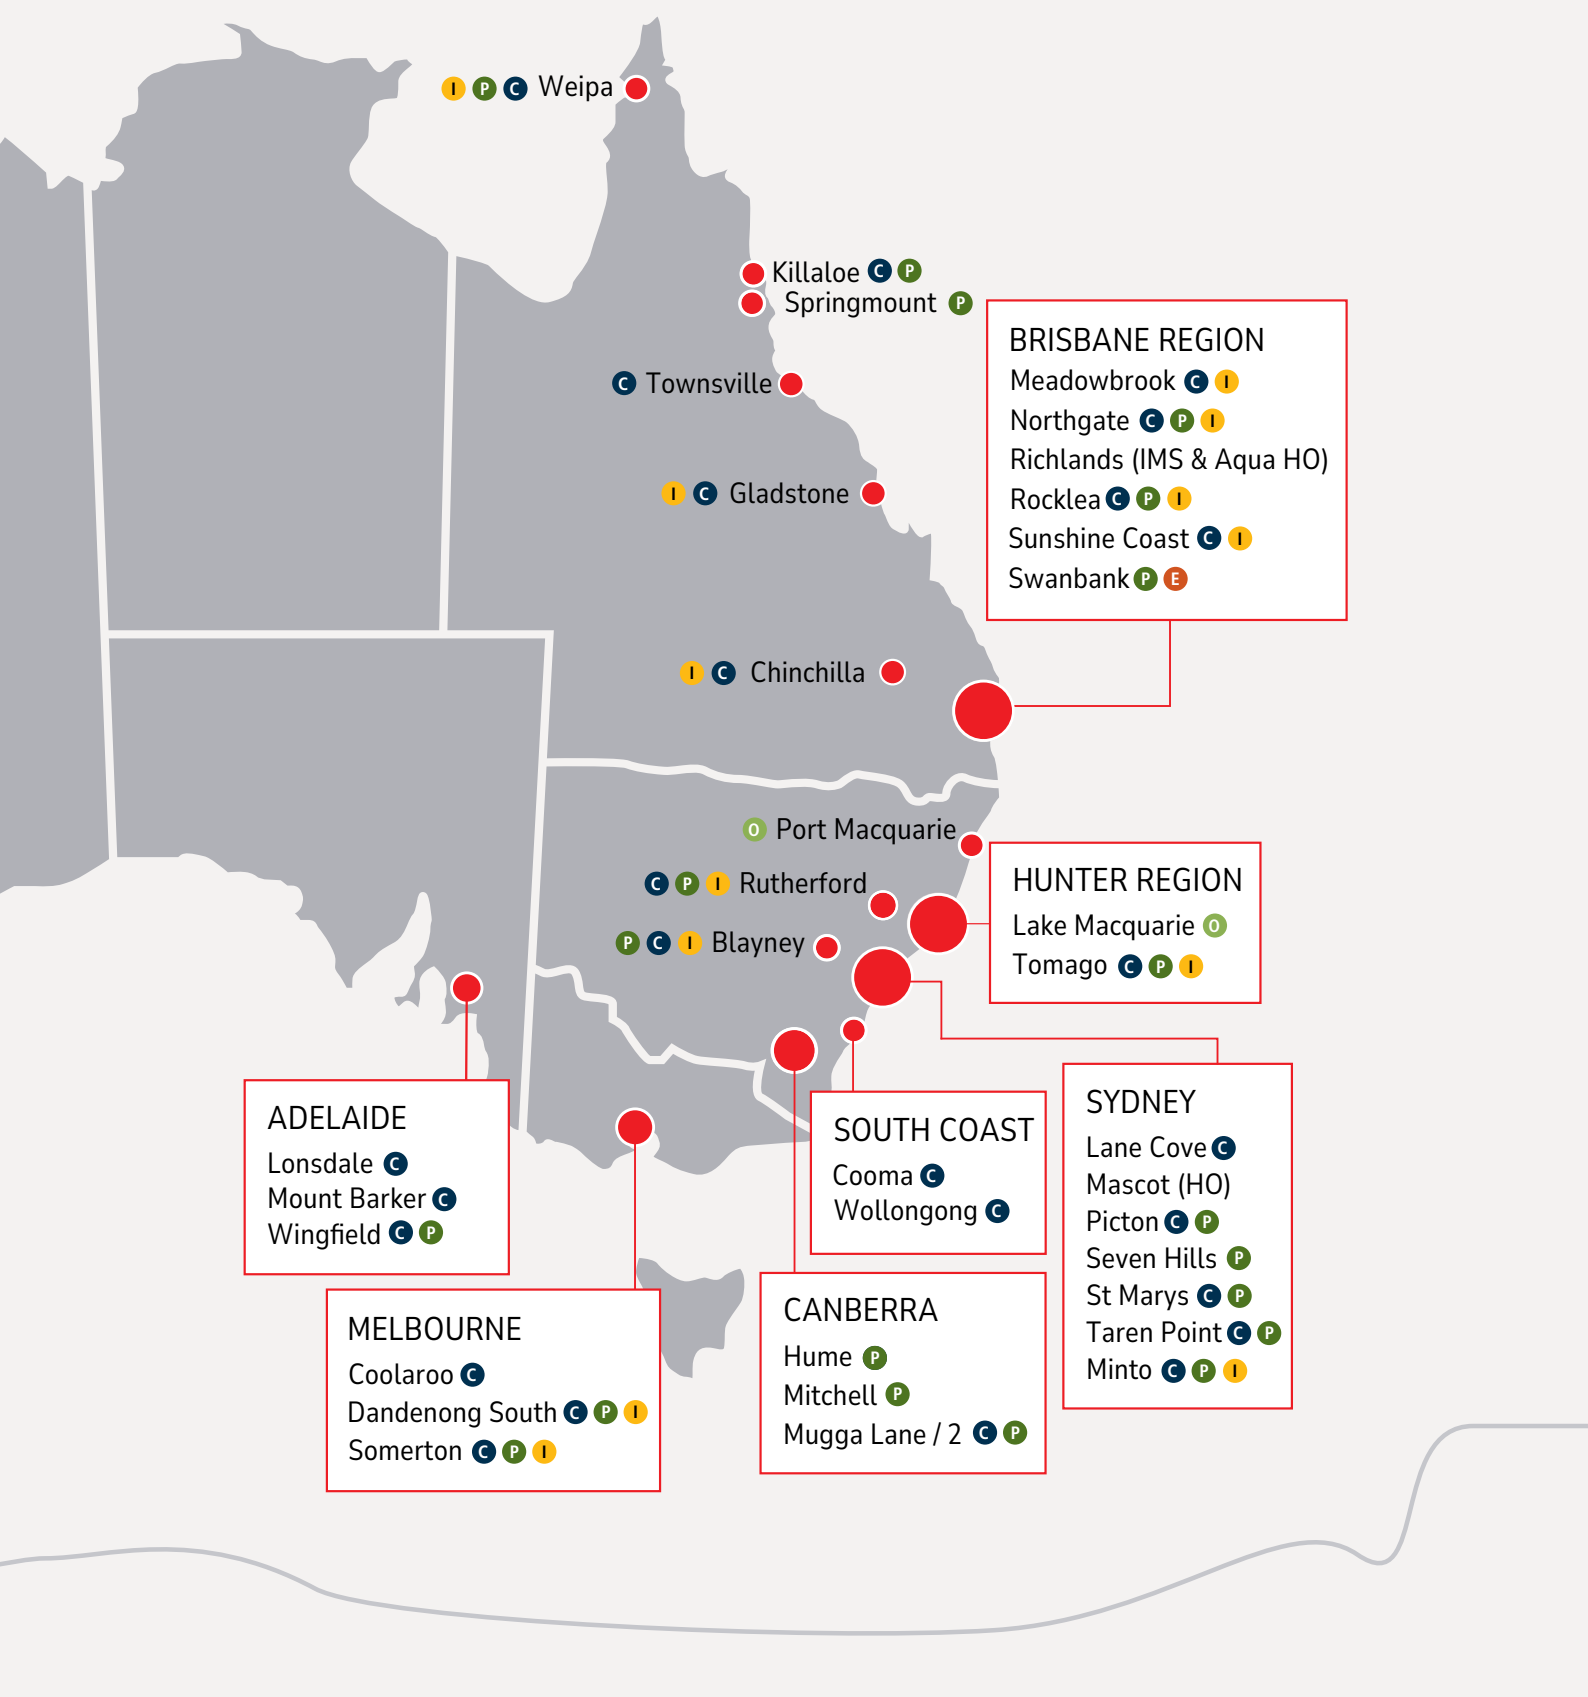 I P C Weipa
Killaloe C P
Springmount P
C Townsville
I C Gladstone
I C Chinchilla
BRISBANE REGION
Meadowbrook C I
Northgate C P I
Richlands (IMS & Aqua HO)
Rocklea C P I
Sunshine Coast C I
Swanbank P E
O Port Macquarie
C P I Rutherford
P C I Blayney
HUNTER REGION
Lake Macquarie O
Tomago C P I
ADELAIDE
Lonsdale C
Mount Barker C
Wingfield C P
MELBOURNE
Coolaroo C
Dandenong South C P I
Somerton C P I
SOUTH COAST
Cooma C
Wollongong C
CANBERRA
Hume P
Mitchell P
Mugga Lane / 2 C P
SYDNEY
Lane Cove C
Mascot (HO)
Picton C P
Seven Hills P
St Marys C P
Taren Point C P
Minto C P I